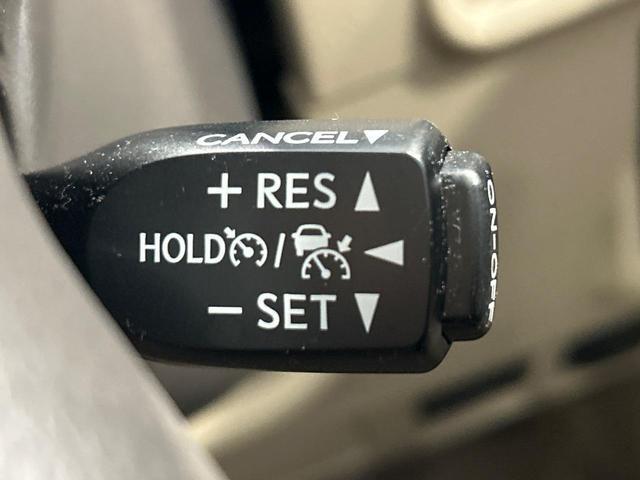 CANCEL▼
+ RES ▲
HOLD / ◀
− SET ▼
ON-OFF